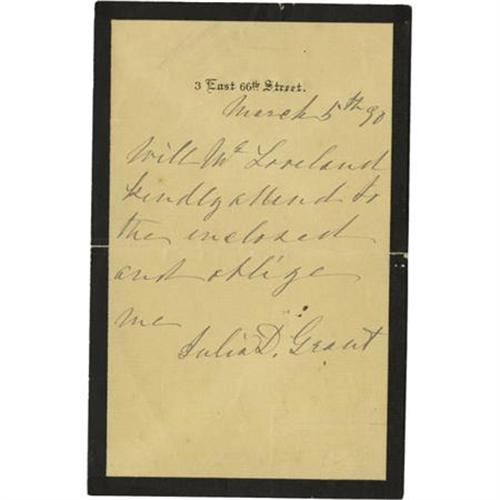 3 East 66th Street.
March 5th 90
Will Mr Loveland
kindly attend to
the enclosed
and oblige
me
Julia D. Grant